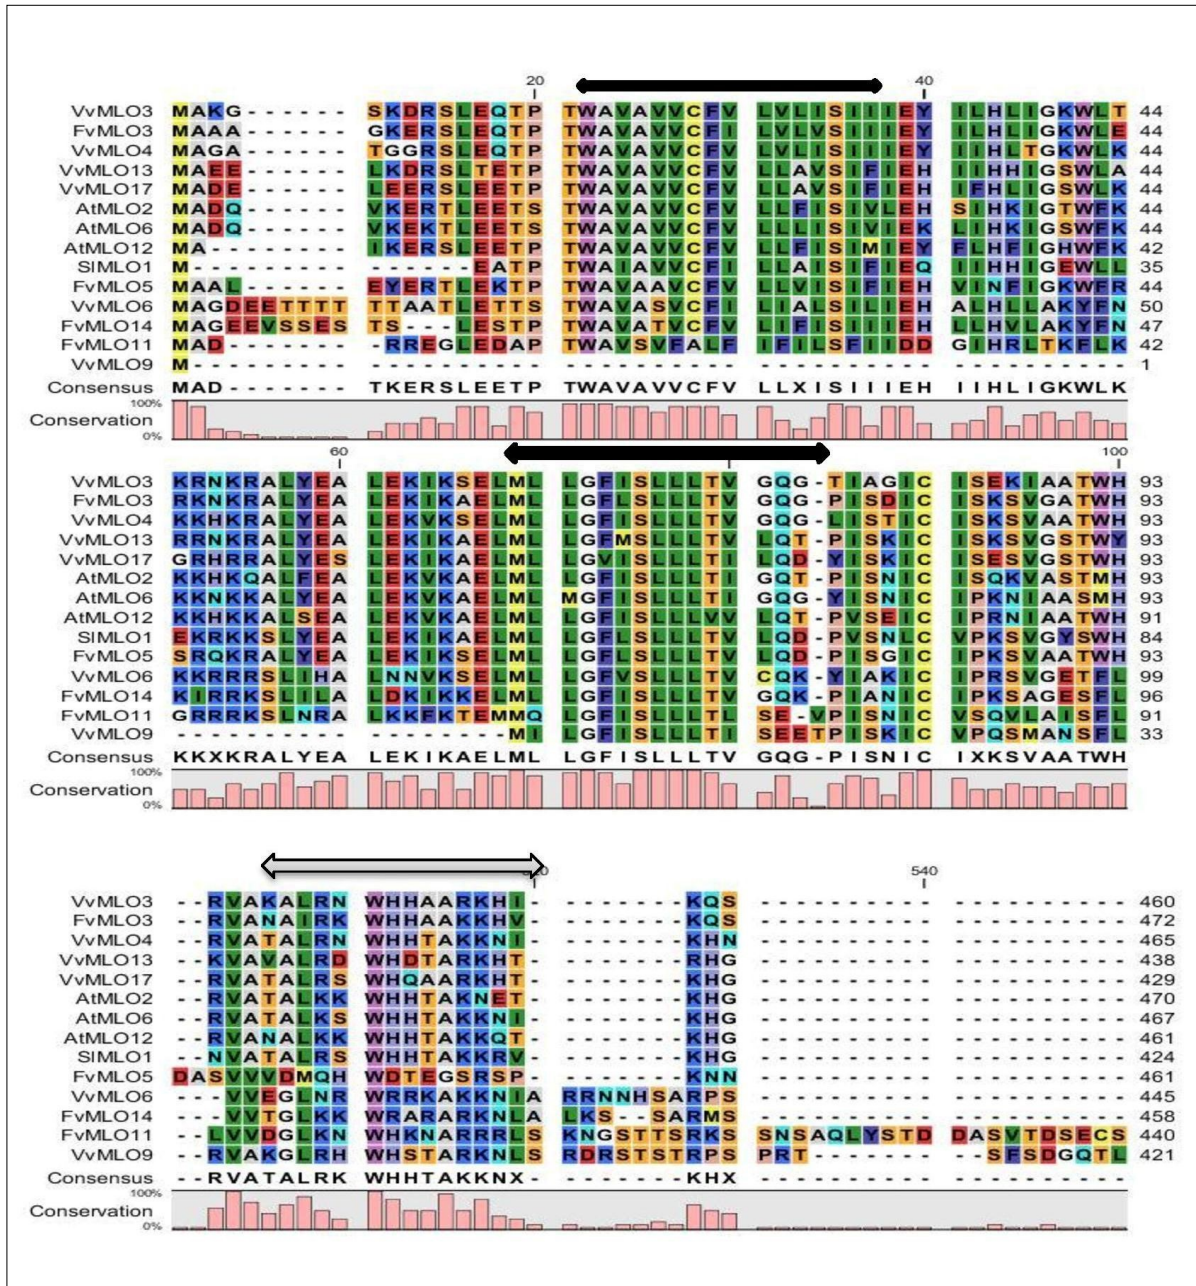 20 40
VvMLO3 MAKG------ SKDRSLEQTP TWAVAVVCFV LVLISIIIEY ILHLIGKWLT 44
FvMLO3 MAAA------ GKERSLEQTP TWAVAVVCFI LVLVSIIIEY ILHLIGKWLE 44
VvMLO4 MAGA------ TGGRSLEQTP TWAVAVVCFV LVLISIIIEY IIHLTGKWLK 44
VvMLO13 MAEE------ LKDRSLTETP TWAVAVVCFV LLAVSIFIEH IIHHIGSWLA 44
VvMLO17 MADE------ LEERSLEETP TWAVAVVCFV LLAVSIFIEH IFHLIGSWLK 44
AtMLO2 MADQ------ VKERTLEETS TWAVAVVCFV LLFISIVLEH SIHKIGTWFK 44
AtMLO6 MADQ------ VKEKTLEETS TWAVAVVCFV LLFISIVIEK LIHKIGSWFK 44
AtMLO12 MA-------- IKERSLEETP TWAVAVVCFV LLFISIMIEY FLHFIGHWFK 42
SlMLO1 M--------- ------EATP TWAIAVVCFI LLAISIFIEQ IIHHIGEWLL 35
FvMLO5 MAAL------ EYERTLEKTP TWAVAAVCFV LLVISIFIEH VINFIGKWFR 44
VvMLO6 MAGDEETTTT TTAATLETTS TWAVASVCFI LIALSILIEH ALHLLAKYFN 50
FvMLO14 MAGEEVSSES TS---LESTP TWAVATVCFV LIFISIIIEH LLHVLAKYFN 47
FvMLO11 MAD------- -RREGLEDAP TWAVSVFALF IFILSFIIDD GIHRLTKFLK 42
VvMLO9 M--------- ---------- ---------- ---------- ---------- 1
Consensus MAD------- TKERSLEETP TWAVAVVCFV LLXISIIIEH IIHLIGKWLK
100%
Conservation
0%
60 100
VvMLO3 KRNKRALYEA LEKIKSELML LGFISLLLTV GQG-TIAGIC ISEKIAATWH 93
FvMLO3 RKNKRALYEA LEKIKSELML LGFLSLLLTV GQG-PISDIC ISKSVGATWH 93
VvMLO4 KKHKRALYEA LEKVKSELML LGFISLLLTV GQG-LISTIC ISKSVAATWH 93
VvMLO13 RRNKRALYEA LEKIKAELML LGFMSLLLTV LQT-PISKIC ISKSVGSTWY 93
VvMLO17 GRHRRALYES LEKIKAELML LGVISLLLTV LQD-YISKIC ISESVGSTWH 93
AtMLO2 KKHKQALFEA LEKVKAELML LGFISLLLTI GQT-PISNIC ISQKVASTMH 93
AtMLO6 KKNKKALYEA LEKVKAELML MGFISLLLTI GQG-YISNIC IPKNIAASMH 93
AtMLO12 KKHKKALSEA LEKVKAELML LGFISLLLVV LQT-PVSEIC IPRNIAATWH 91
SlMLO1 EKRKKSLYEA LEKIKAELML LGFLSLLLTV LQD-PVSNLC VPKSVGYSWH 84
FvMLO5 SRQKRALYEA LEKIKSELML LGFLSLLLTV LQD-PISGIC IPKSVAATWH 93
VvMLO6 KKRRRSLIHA LNNVKSELML LGFVSLLLTV CQK-YIAKIC IPRSVGETFL 99
FvMLO14 KIRRKSLILA LDKIKKELML LGFISLLLTV GQK-PIANIC IPKSAGESFL 96
FvMLO11 GRRRKSLNRA LKKFKTEMMQ LGFISLLLTL SE-VPISNIC VSQVLAISFL 91
VvMLO9 ---------- --------MI LGFISLLLTV SEETPISKIC VPQSMANSFL 33
Consensus KKXKRALYEA LEKIKAELML LGFISLLLTV GQG-PISNIC IXKSVAATWH
100%
Conservation
0%
540
VvMLO3 --RVAKALRN WHHAARKHI- -------KQS ---------- ---------- 460
FvMLO3 --RVANAIRK WHHAAKKHV- -------KQS ---------- ---------- 472
VvMLO4 --RVATALRN WHHTAKKNI- -------KHN ---------- ---------- 465
VvMLO13 --KVAVALRD WHDTARKHT- -------RHG ---------- ---------- 438
VvMLO17 --RVATALRS WHQAARKHT- -------KHG ---------- ---------- 429
AtMLO2 --RVATALKK WHHTAKNET- -------KHG ---------- ---------- 470
AtMLO6 --RVATALKS WHHTAKKNI- -------KHG ---------- ---------- 467
AtMLO12 --RVANALKK WHHTAKKQT- -------KHG ---------- ---------- 461
SlMLO1 --NVATALRS WHHTAKKRV- -------KHG ---------- ---------- 424
FvMLO5 DASVVVDMQH WDTEGSRSP- -------KNN ---------- ---------- 461
VvMLO6 ---VVEGLNR WRRKAKKNIA RRNNHSARPS ---------- ---------- 445
FvMLO14 ---VVTGLKK WRARARKNLA LKS--SARMS ---------- ---------- 458
FvMLO11 --LVVDGLKN WHKNARRRLS KNGSTTSRKS SNSAQLYSTD DASVTDSECS 440
VvMLO9 --RVAKGLRH WHSTARKNLS RDRSTSTRPS PRT------- --SFSDGQTL 421
Consensus --RVATALRK WHHTAKKNX- -------KHX ---------- ----------
100%
Conservation
0%